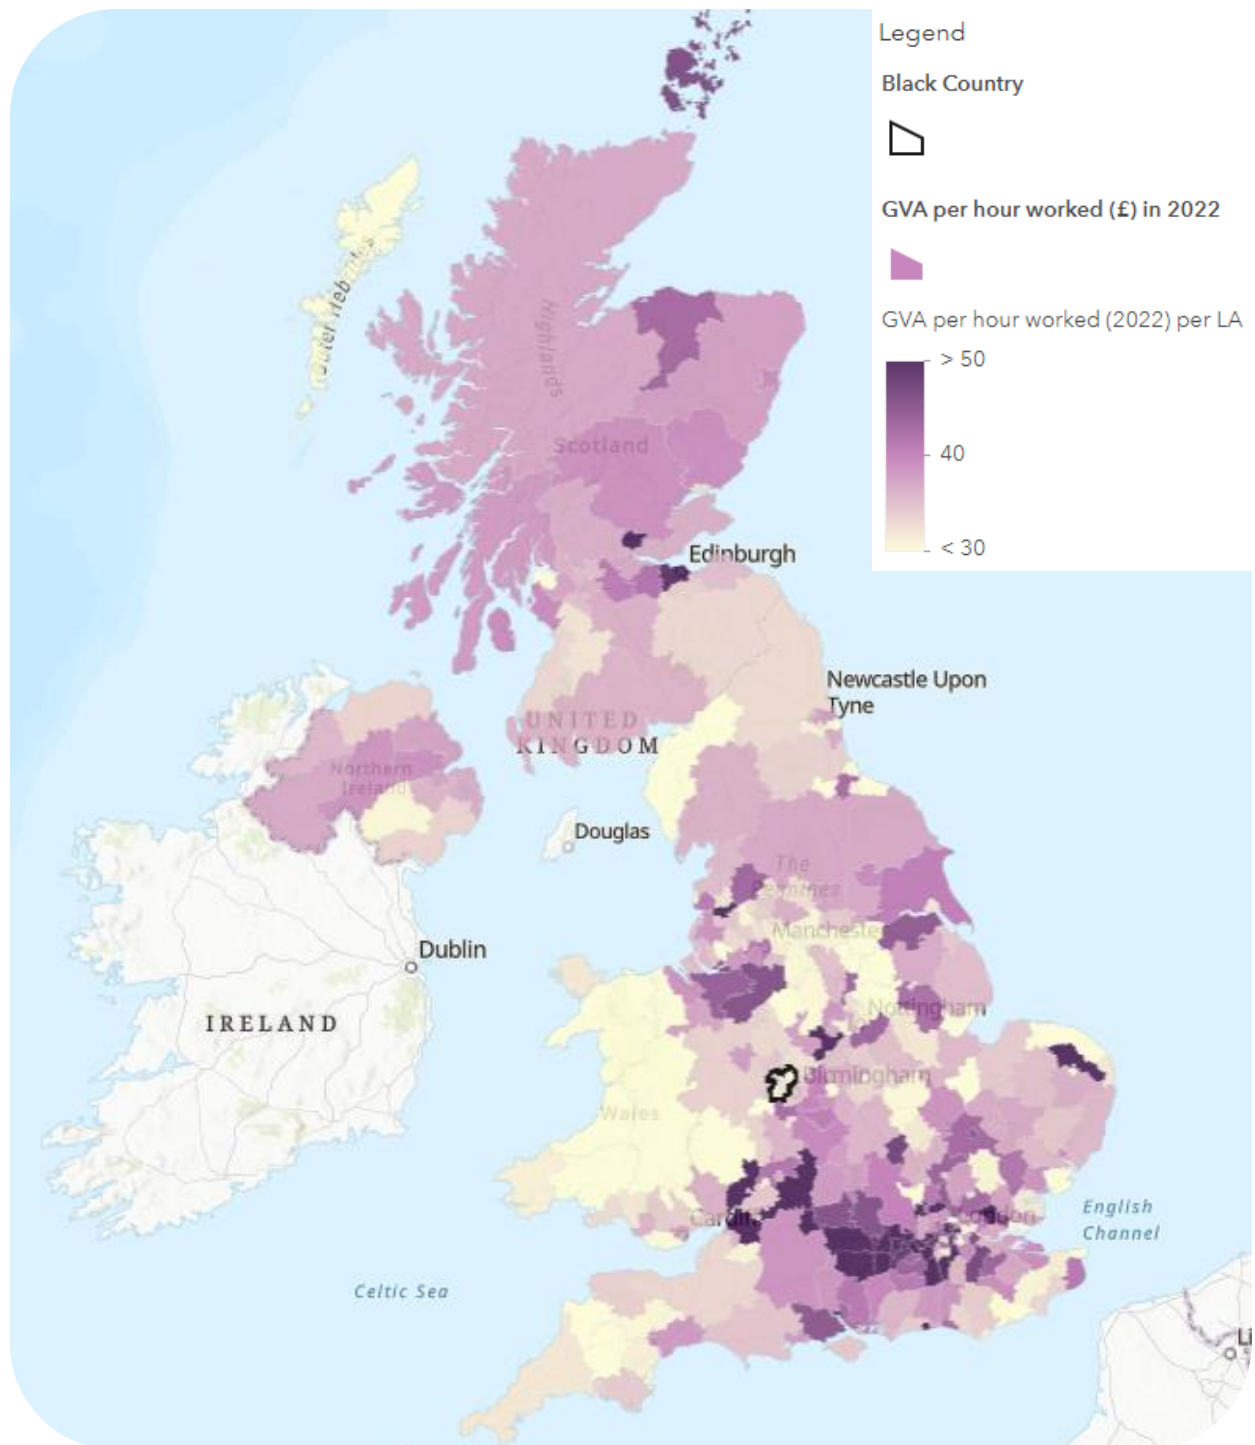 Legend
Black Country
GVA per hour worked (£) in 2022
GVA per hour worked (2022) per LA
> 50
40
< 30
Outer Hebrides
Highlands
Scotland
Edinburgh
Newcastle Upon
Tyne
UNITED
KINGDOM
Northern
Ireland
Douglas
The
Pennines
Manchester
Dublin
Nottingham
IRELAND
Birmingham
Wales
Cardiff
London
English
Channel
Celtic Sea